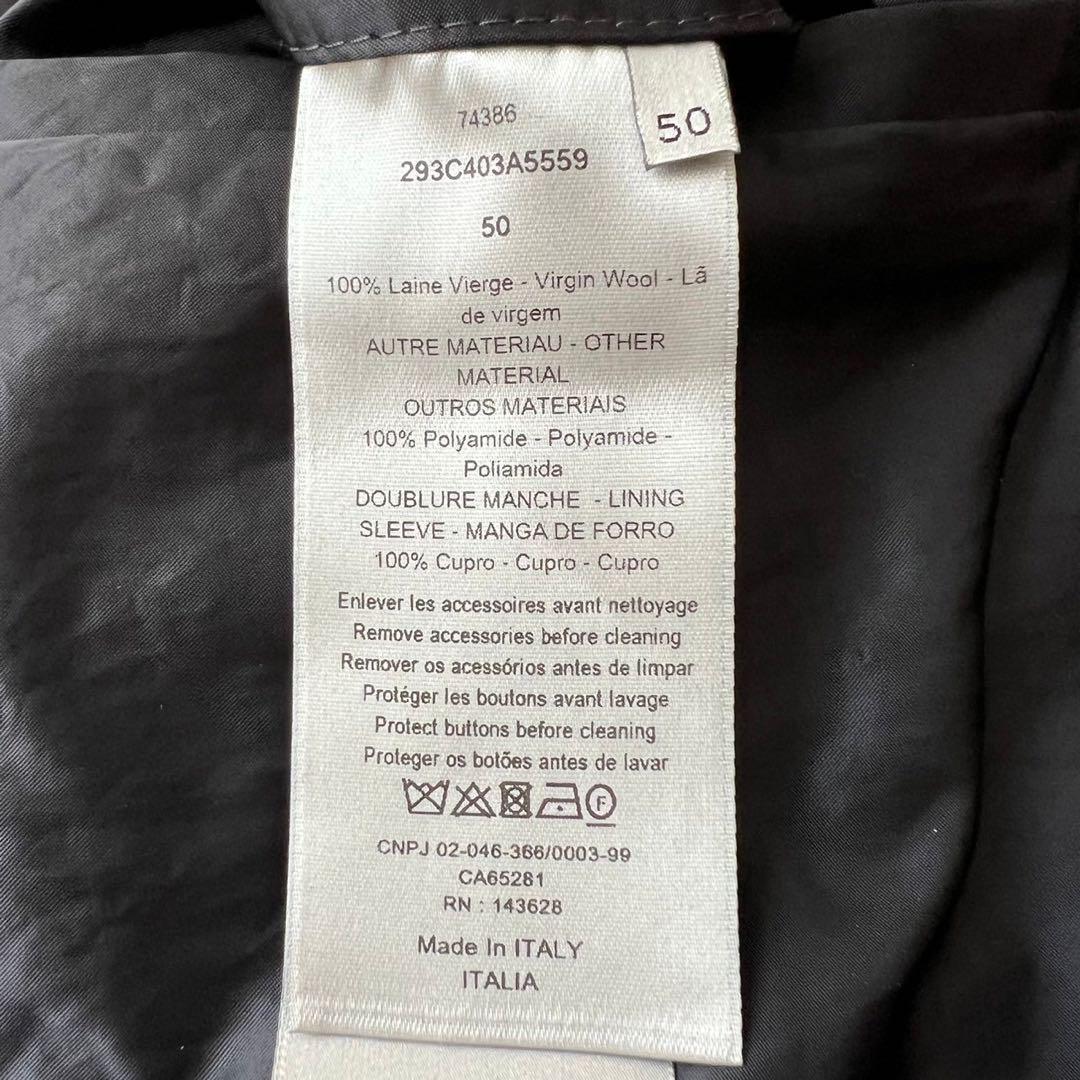 74386
50
293C403A5559
50
100% Laine Vierge - Virgin Wool - Lã
de virgem
AUTRE MATERIAU - OTHER
MATERIAL
OUTROS MATERIAIS
100% Polyamide - Polyamide -
Poliamida
DOUBLURE MANCHE - LINING
SLEEVE - MANGA DE FORRO
100% Cupro - Cupro - Cupro
Enlever les accessoires avant nettoyage
Remove accessories before cleaning
Remover os acessórios antes de limpar
Protéger les boutons avant lavage
Protect buttons before cleaning
Proteger os botões antes de lavar
F
CNPJ 02-046-366/0003-99
CA65281
RN : 143628
Made In ITALY
ITALIA